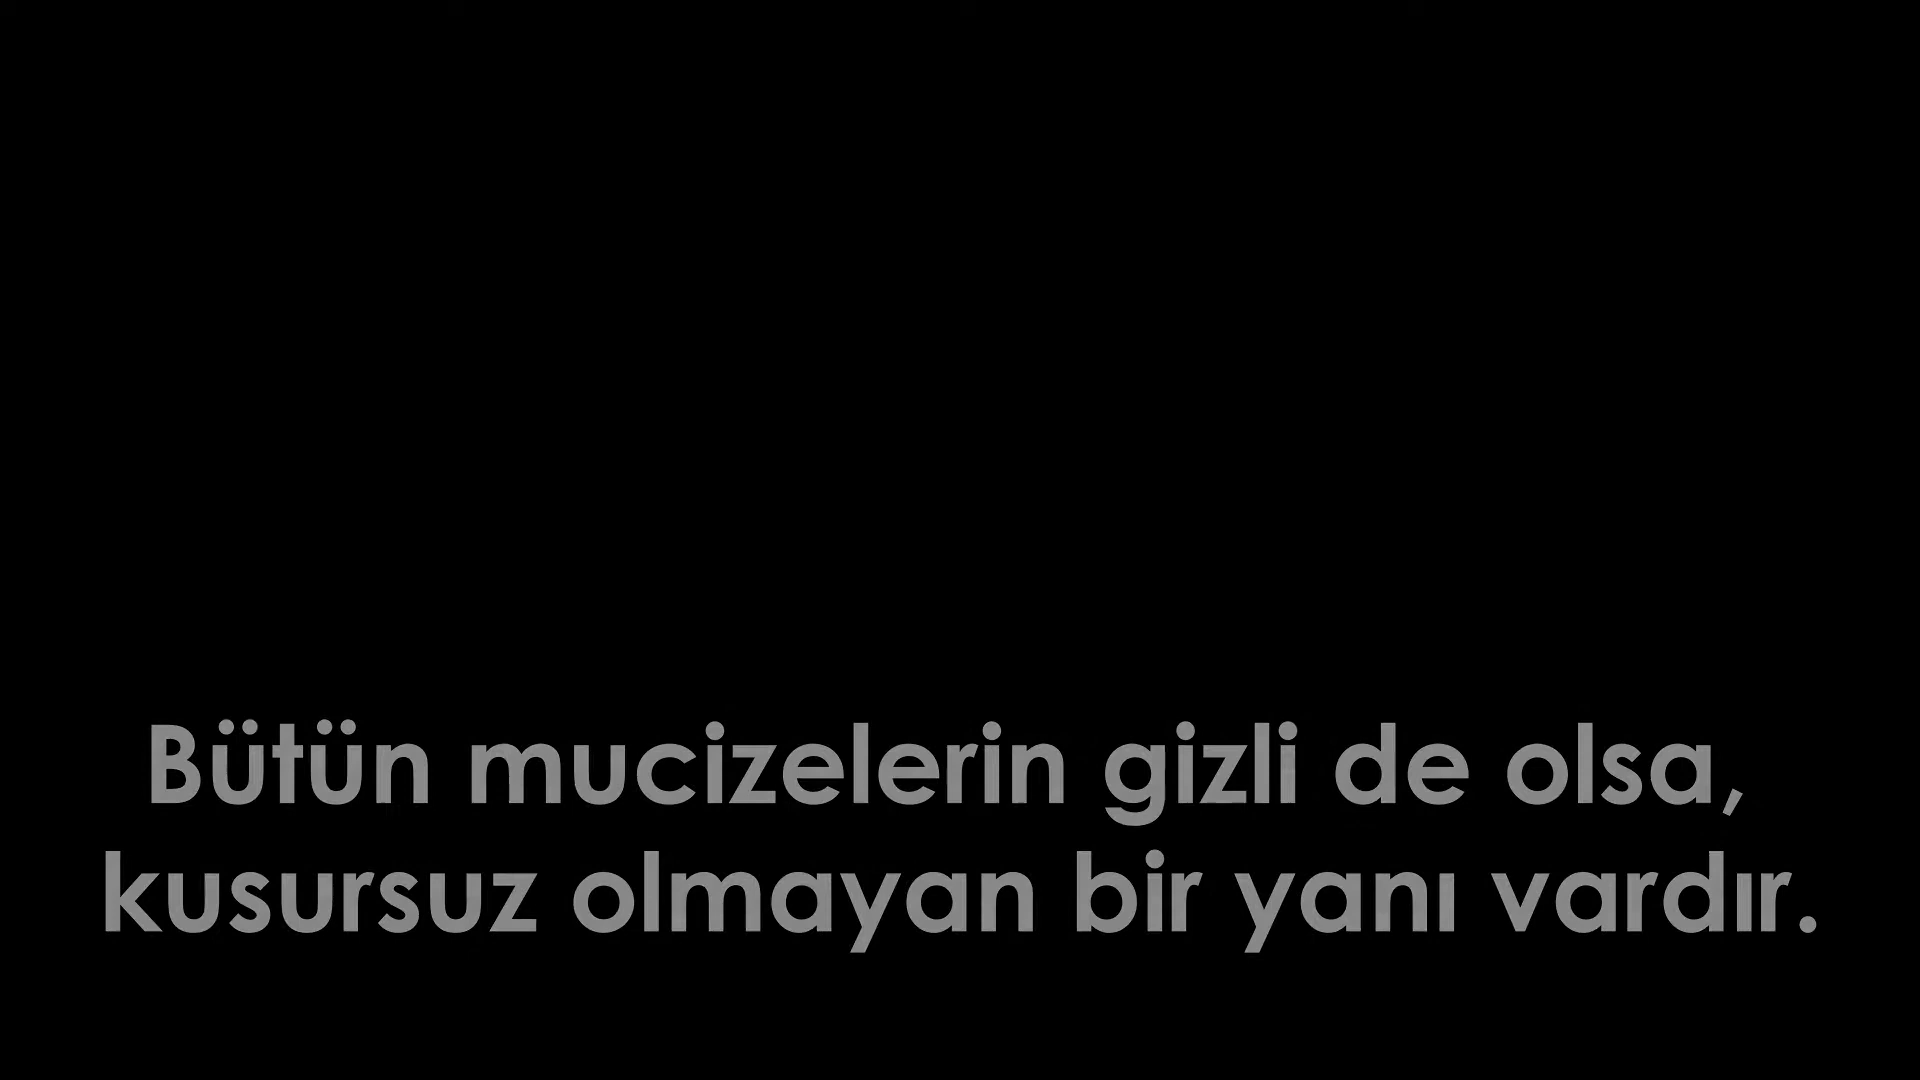 Bütün mucizelerin gizli de olsa,
kusursuz olmayan bir yanı vardır.